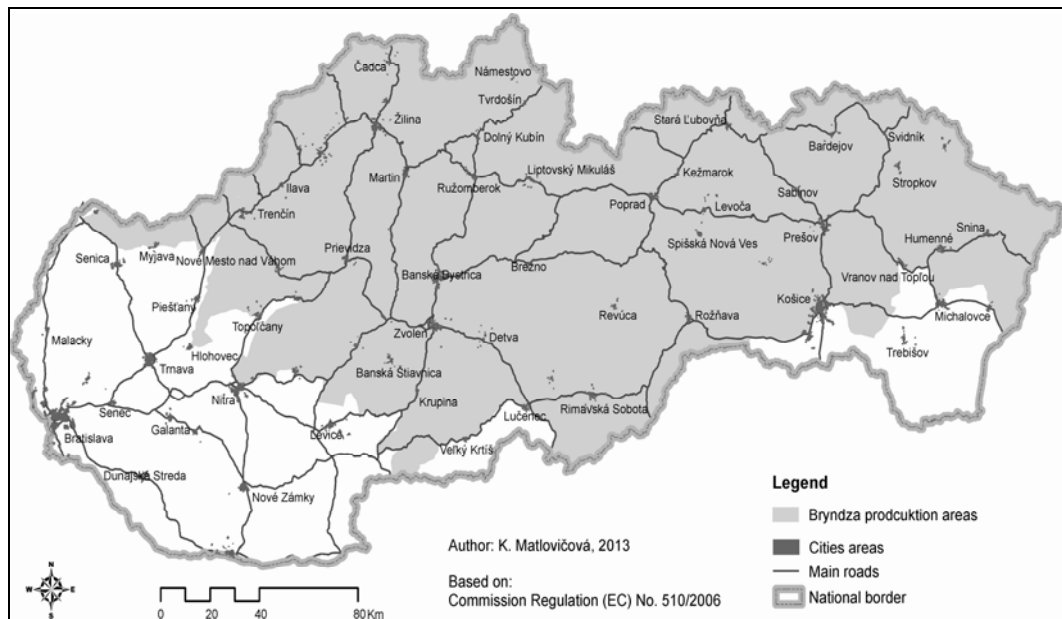 Čadca
Námestovo
Tvrdošín
Žilina
Stará Ľubovňa
Svidník
Dolný Kubín
Bardejov
Liptovský Mikuláš
Kežmarok
Stropkov
Martin
Ružomberok
Ilava
Sabinov
Poprad
Levoča
Trenčín
Snina
Prešov
Spišská Nová Ves
Humenné
Prievidza
Myjava
Senica
Nové Mesto nad Váhom
Banská Bystrica
Brezno
Vranov nad Topľou
Piešťany
Košice
Michalovce
Revúca
Rožňava
Topoľčany
Zvolen
Detva
Malacky
Trebišov
Hlohovec
Trnava
Banská Štiavnica
Nitra
Krupina
Rimavská Sobota
Senec
Lučenec
Galanta
Levice
Bratislava
Veľký Krtíš
Dunajská Streda
Nové Zámky
Legend
Bryndza prodcuktion areas
Cities areas
Main roads
National border
Author: K. Matlovičová, 2013
Based on:
Commission Regulation (EC) No. 510/2006
N
W E
S
0 20 40 80 Km